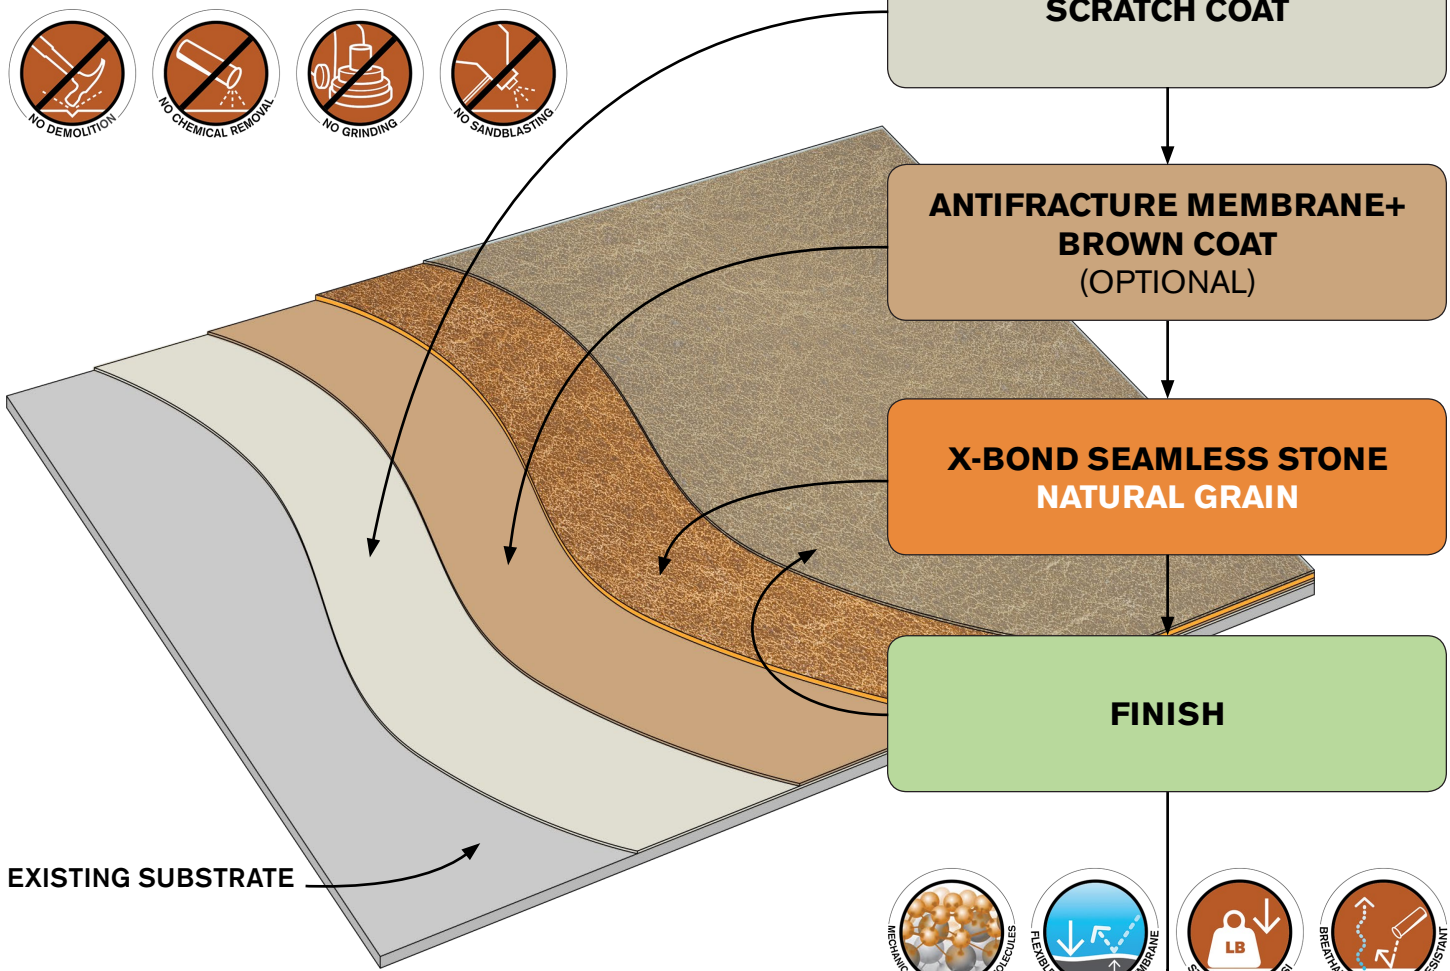 SCRATCH COAT
NO DEMOLITION
NO CHEMICAL REMOVAL
NO GRINDING
NO SANDBLASTING
ANTIFRACTURE MEMBRANE+
BROWN COAT
(OPTIONAL)
X-BOND SEAMLESS STONE
NATURAL GRAIN
FINISH
EXISTING SUBSTRATE
LB